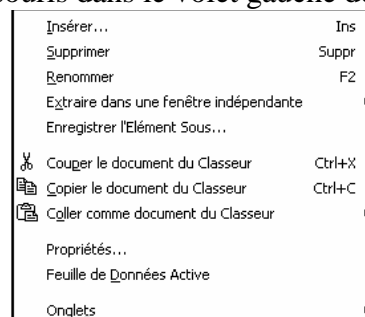 dans le volet gauche
Insérer... Ins
Supprimer Suppr
Renommer F2
Extraire dans une fenêtre indépendante
Enregistrer l'Elément Sous...
Couper le document du Classeur Ctrl+X
Copier le document du Classeur Ctrl+C
Coller comme document du Classeur
Propriétés...
Feuille de Données Active
Onglets